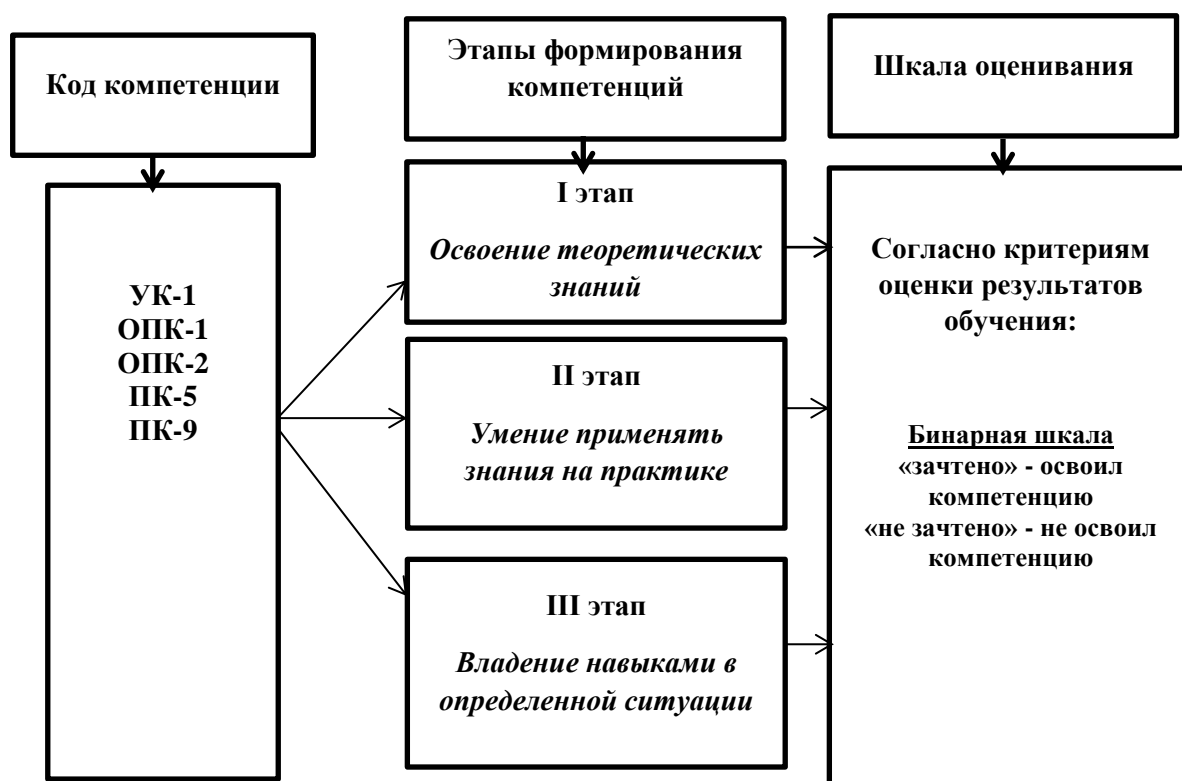 Код компетенции
Этапы формирования
компетенций
Шкала оценивания
УК-1
ОПК-1
ОПК-2
ПК-5
ПК-9
I этап
Освоение теоретических
знаний
II этап
Умение применять
знания на практике
III этап
Владение навыками в
определенной ситуации
Согласно критериям
оценки результатов
обучения:
Бинарная шкала
«зачтено» - освоил
компетенцию
«не зачтено» - не освоил
компетенцию